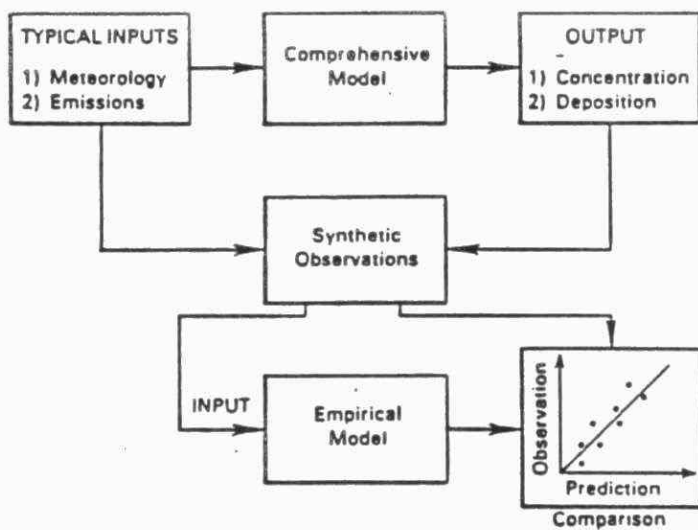 TYPICAL INPUTS
1) Meteorology
2) Emissions
Comprehensive
Model
OUTPUT
1) Concentration
2) Deposition
Synthetic
Observations
INPUT
Empirical
Model
Observation
Prediction
Comparison